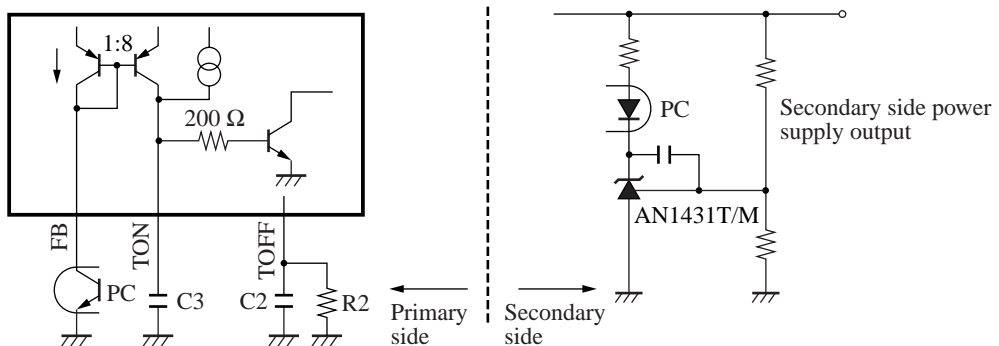 1:8
200 Ω
FB
TON
TOFF
PC
C3
C2
R2
Primary
side
Secondary
side
PC
Secondary side power
supply output
AN1431T/M